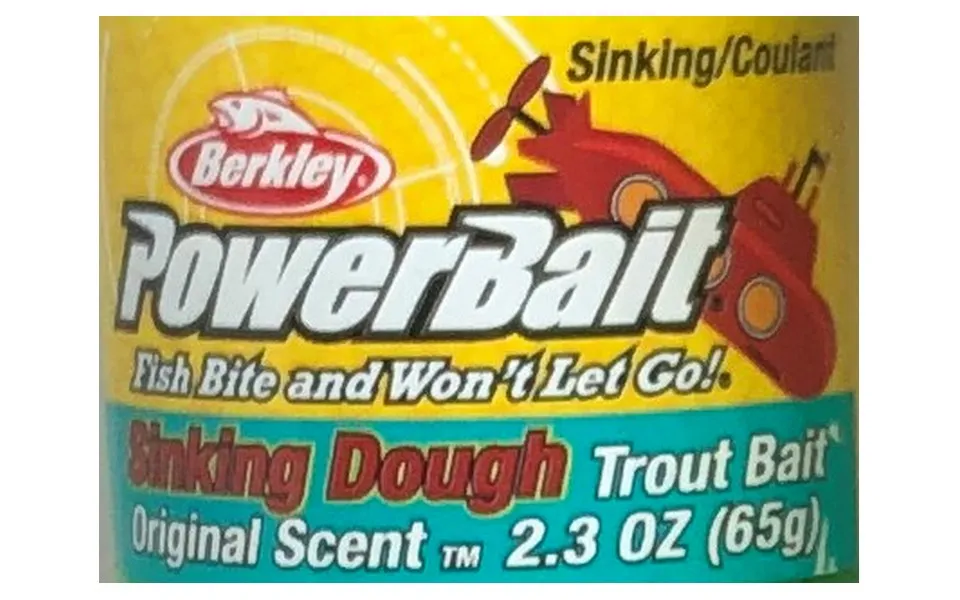 Sinking/Coulant
Berkley®
PowerBait®
Fish Bite and Won't Let Go!®
Sinking Dough Trout Bait™
Original Scent ™ 2.3 OZ (65g)